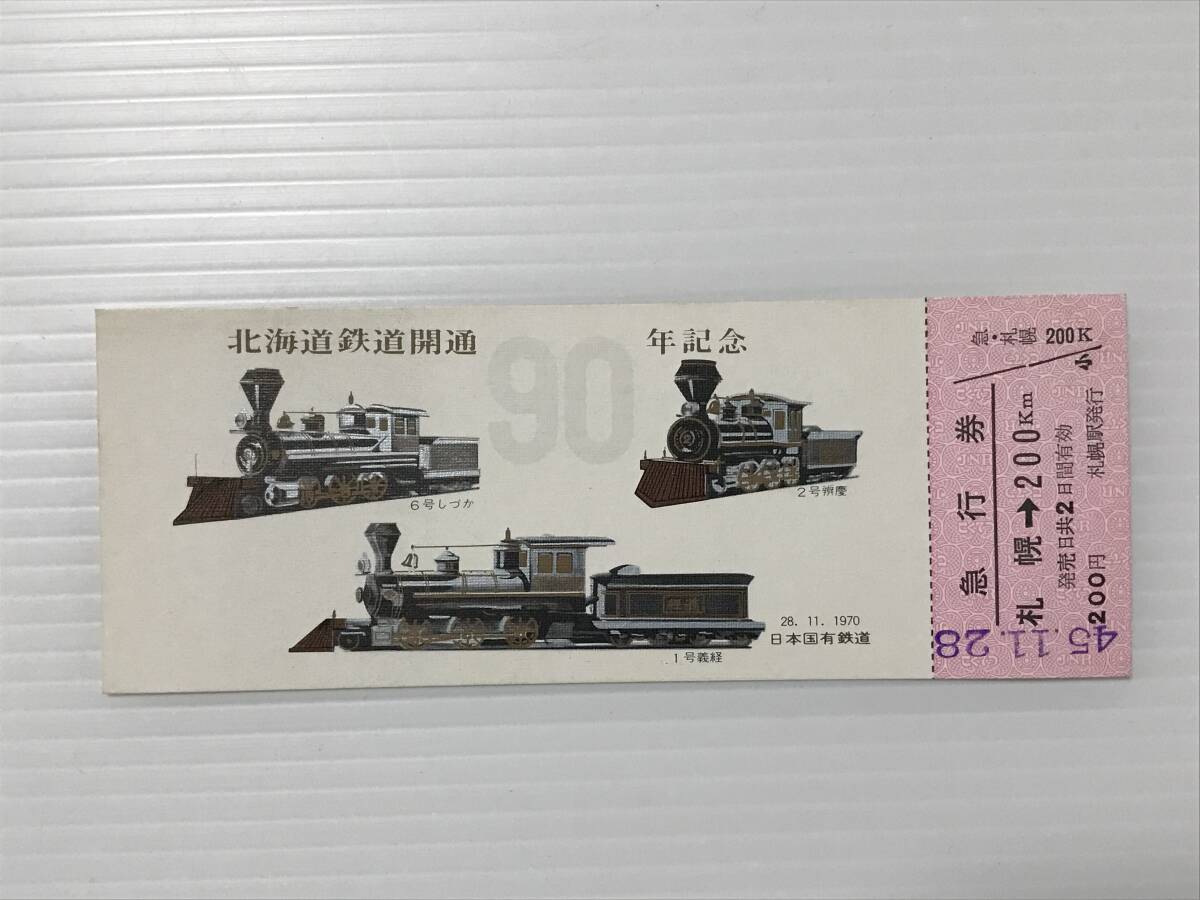 北海道鉄道開通 90 年記念
6号しづか
2号辨慶
1号義経
28. 11. 1970
日本国有鉄道
急・札幌 200K
小
急行券
札幌➔200Km
発売日共2日間有効
200円 札幌駅発行
45.11.28